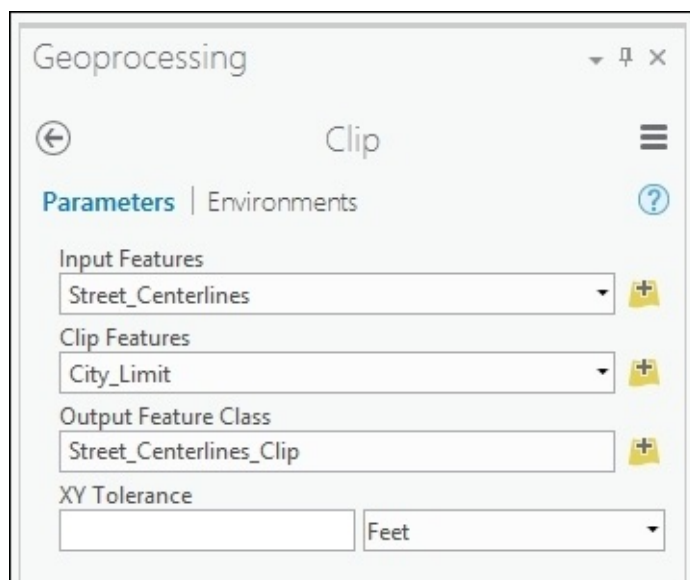 Geoprocessing
Clip
Parameters | Environments
Input Features
Street_Centerlines
Clip Features
City_Limit
Output Feature Class
Street_Centerlines_Clip
XY Tolerance
Feet